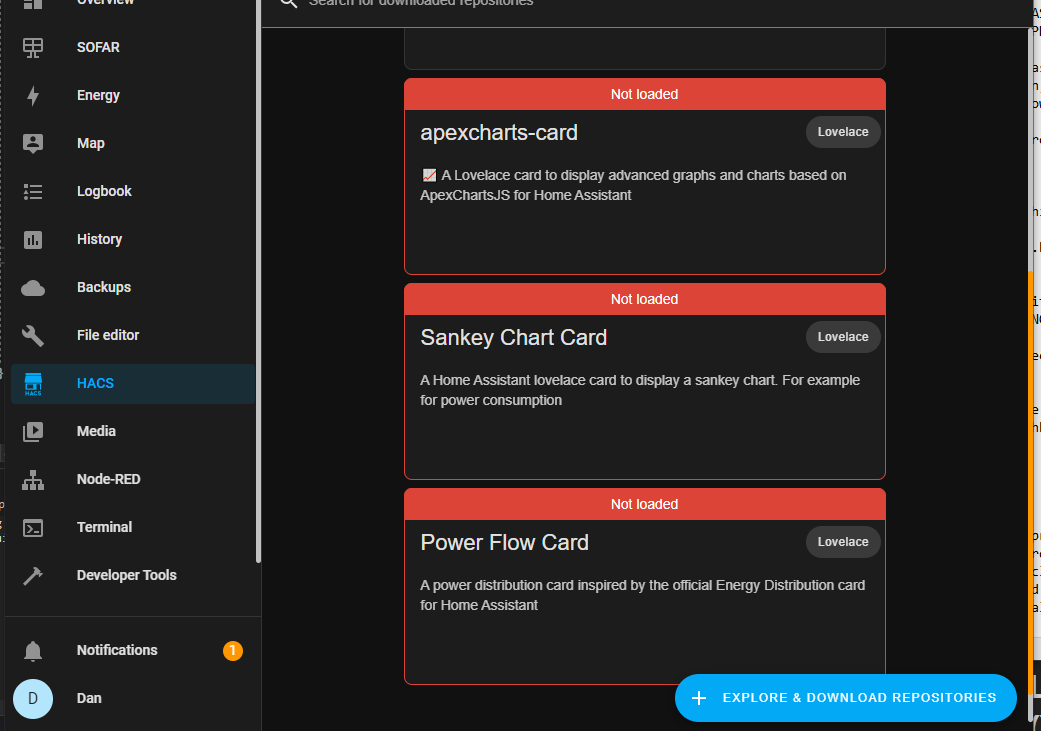 Overview
Search for downloaded repositories
SOFAR
Energy
Map
Logbook
History
Backups
File editor
HACS
HACS
Media
Node-RED
Terminal
Developer Tools
Notifications
1
D
Dan
Not loaded
apexcharts-card
Lovelace
📈 A Lovelace card to display advanced graphs and charts based on
ApexChartsJS for Home Assistant
Not loaded
Sankey Chart Card
Lovelace
A Home Assistant lovelace card to display a sankey chart. For example
for power consumption
Not loaded
Power Flow Card
Lovelace
A power distribution card inspired by the official Energy Distribution card
for Home Assistant
+ EXPLORE & DOWNLOAD REPOSITORIES